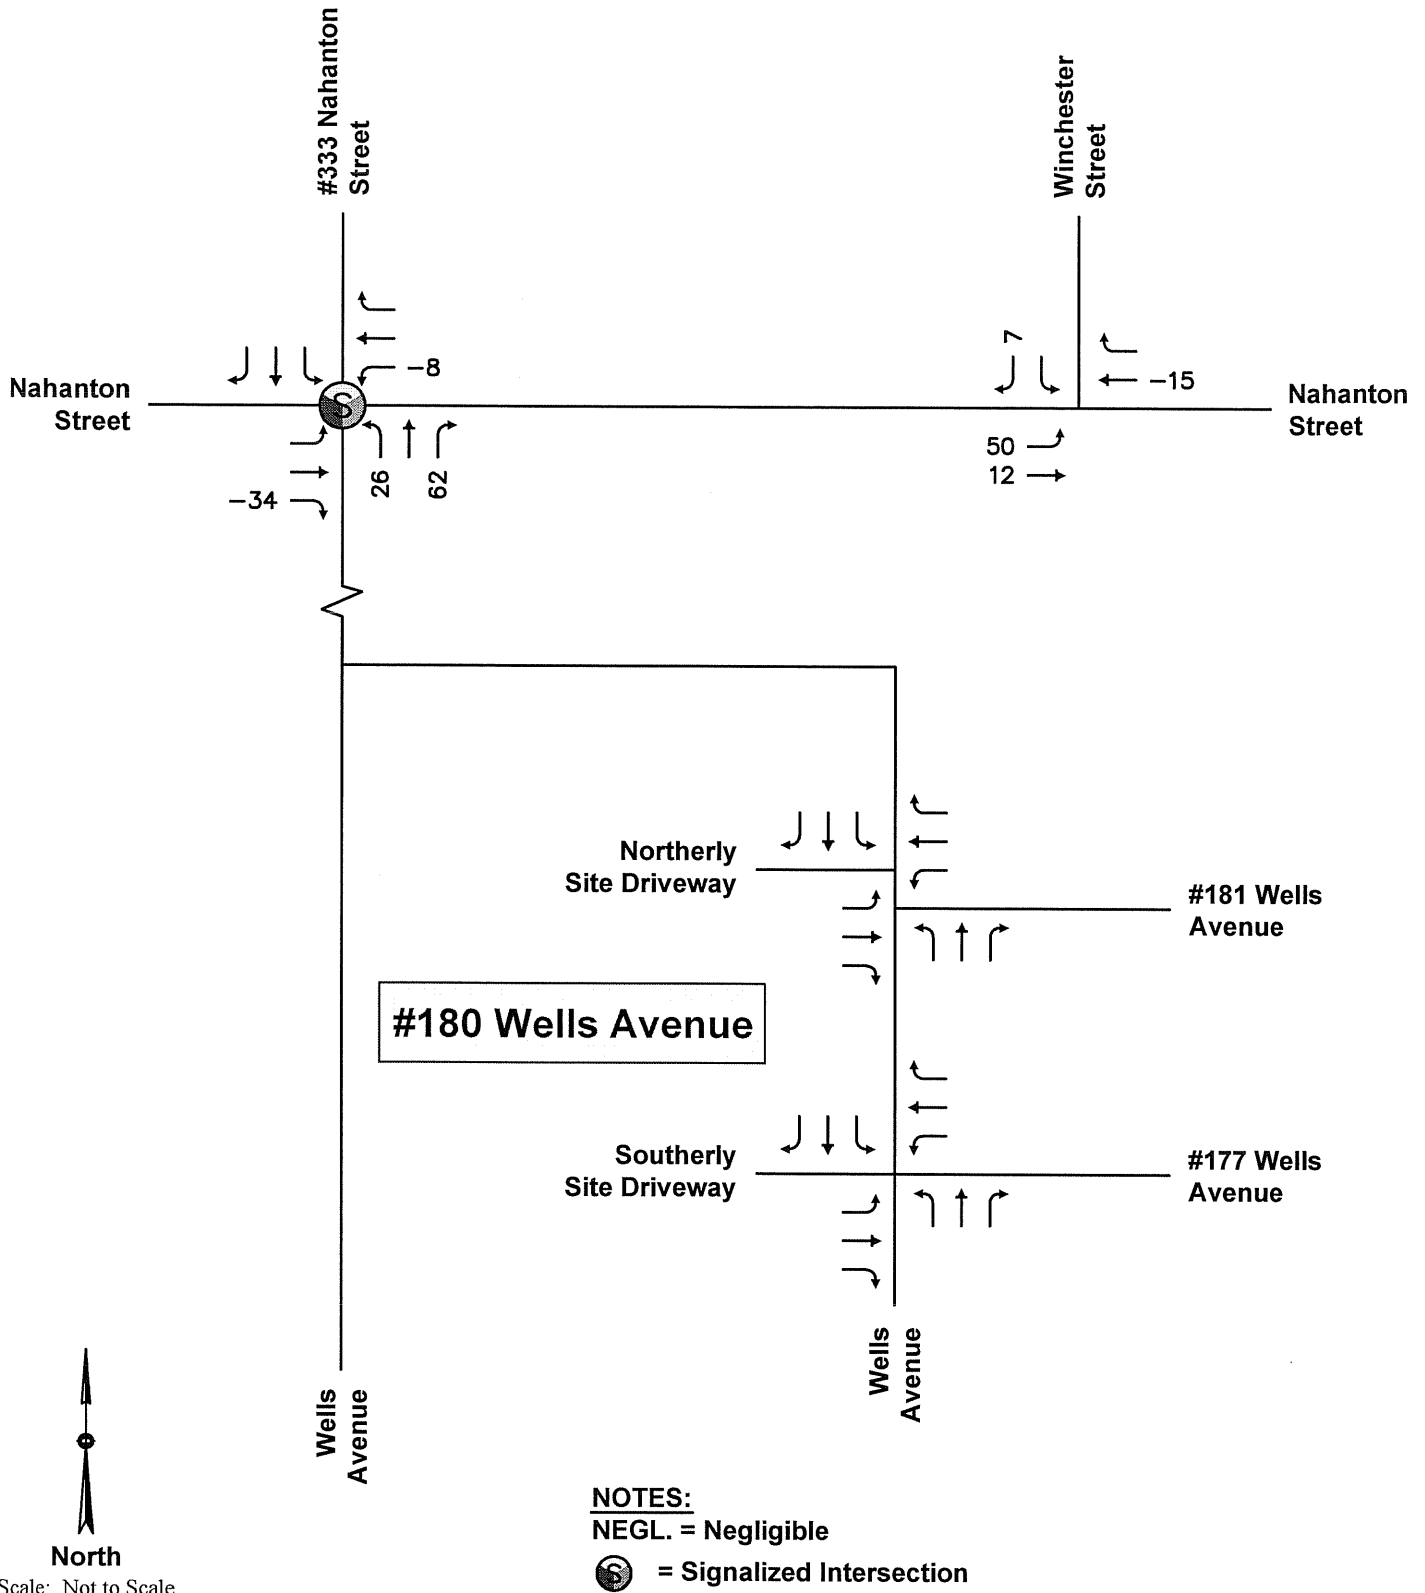 #333 Nahanton
Street
Winchester
Street
-8
7
-15
Nahanton
Street
Nahanton
Street
50
12
26
62
-34
Northerly
Site Driveway
#181 Wells
Avenue
#180 Wells Avenue
Southerly
Site Driveway
#177 Wells
Avenue
Wells
Avenue
Wells
Avenue
S
NOTES:
NEGL. = Negligible
S = Signalized Intersection
North
Scale: Not to Scale